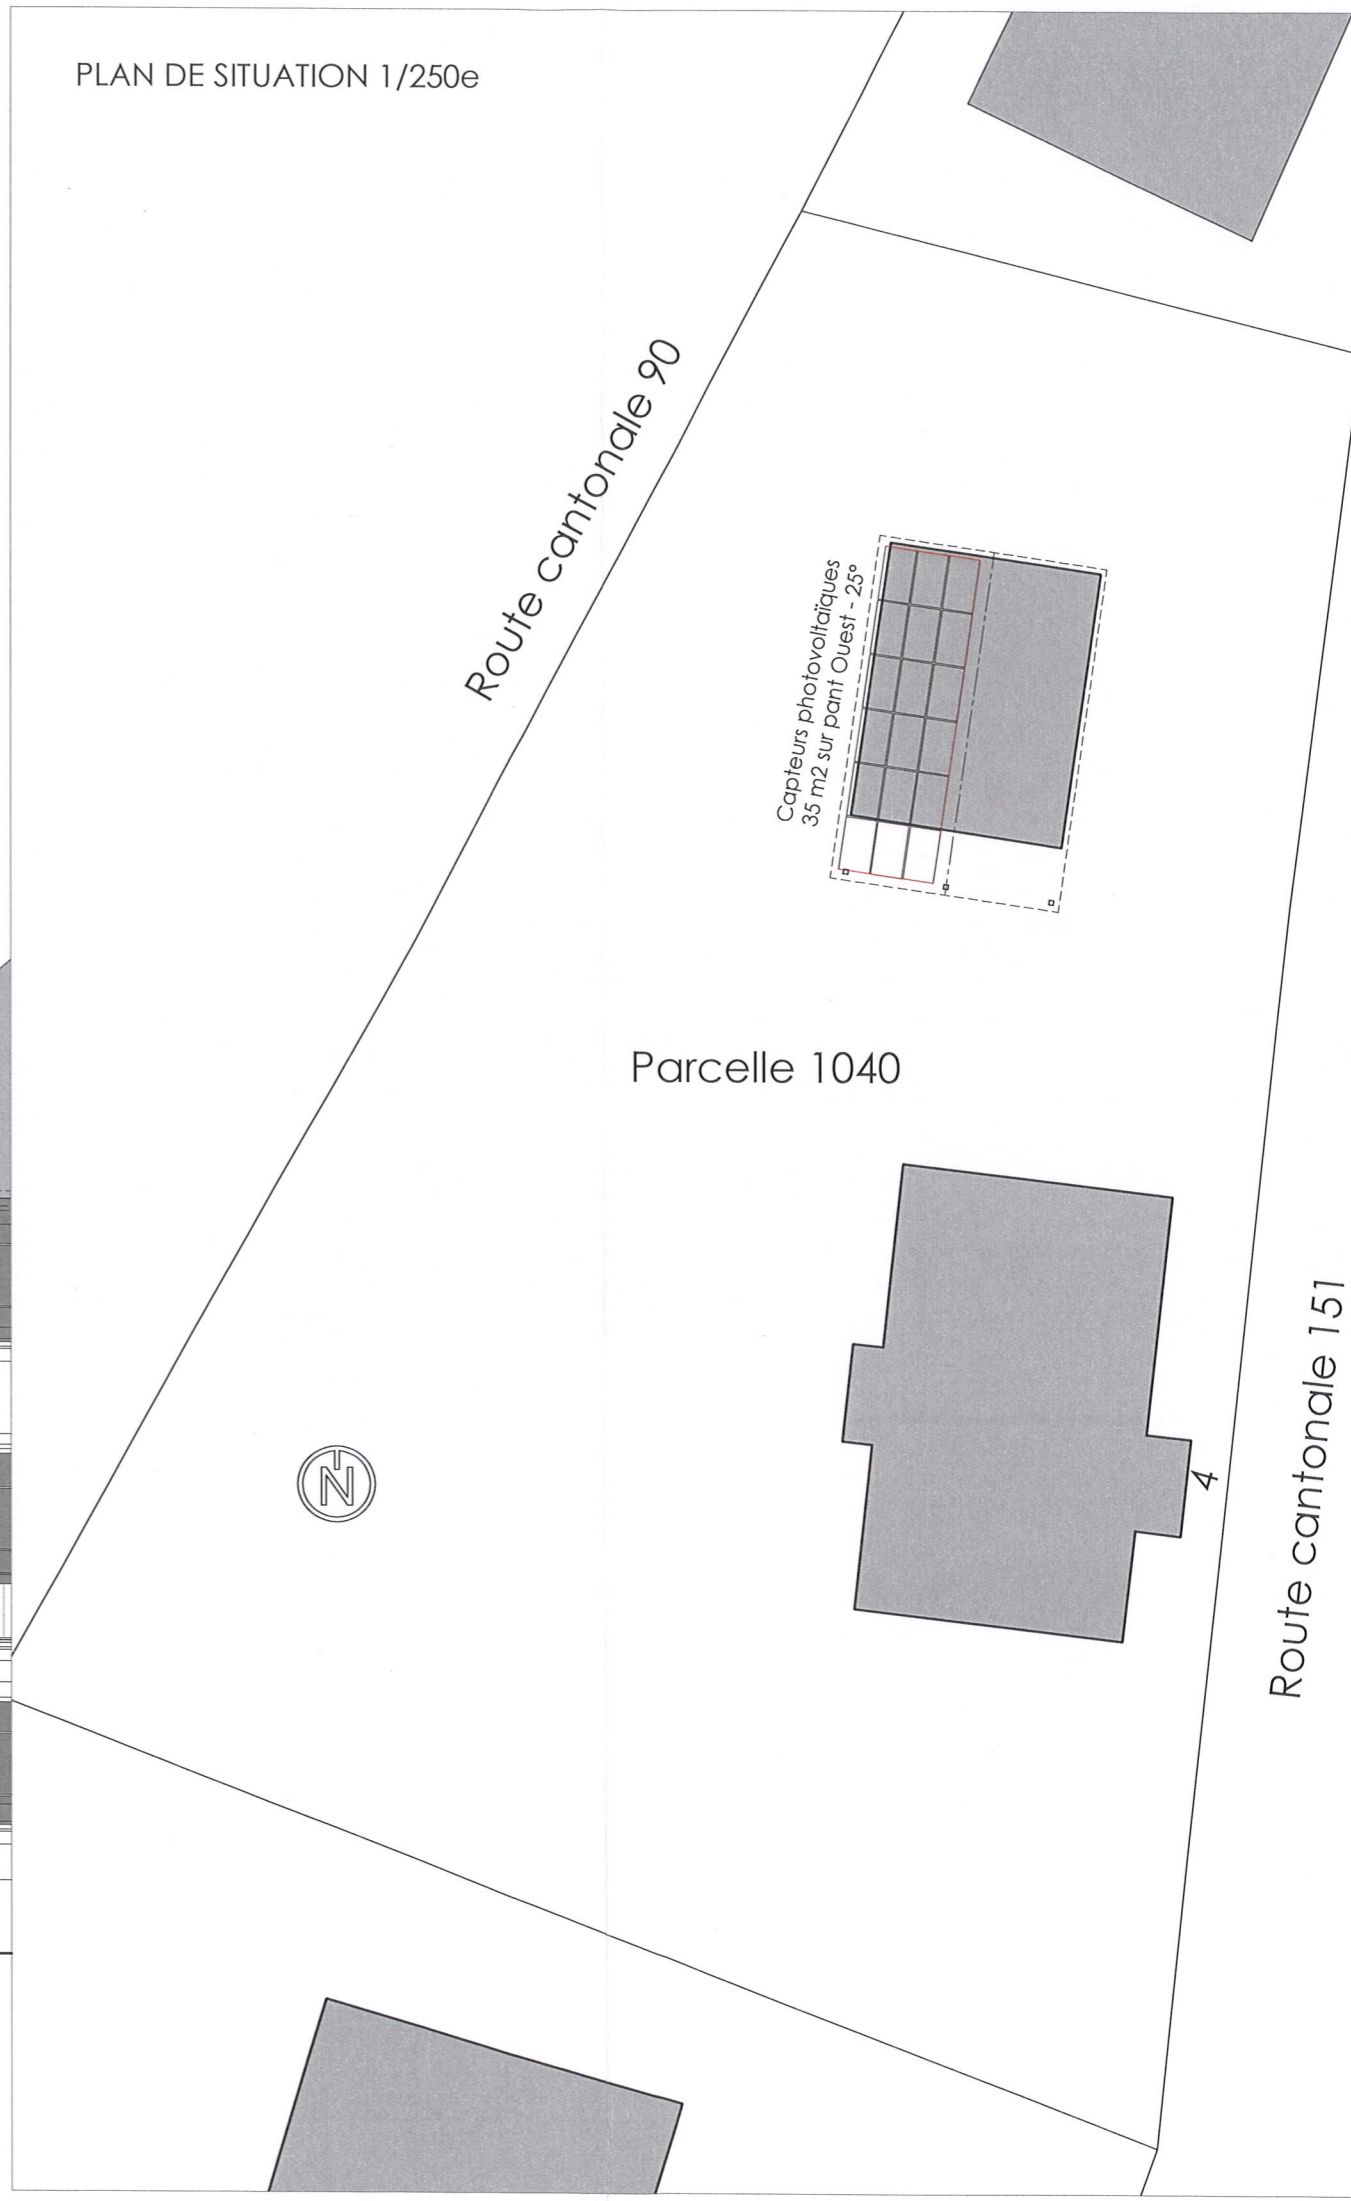 PLAN DE SITUATION 1/250e
Route cantonale 90
Capteurs photovoltaïques
35 m2 sur pant Ouest - 25°
Parcelle 1040
N
4
Route cantonale 151